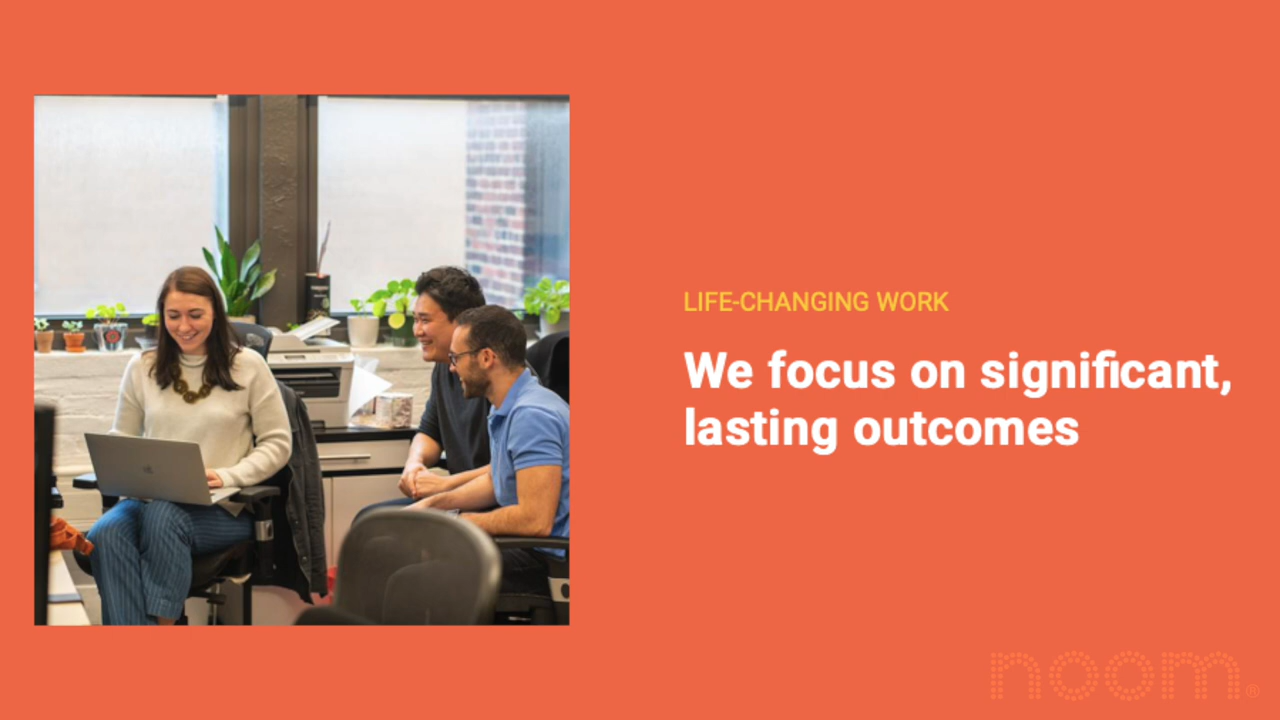 LIFE-CHANGING WORK
We focus on significant,
lasting outcomes
noom®